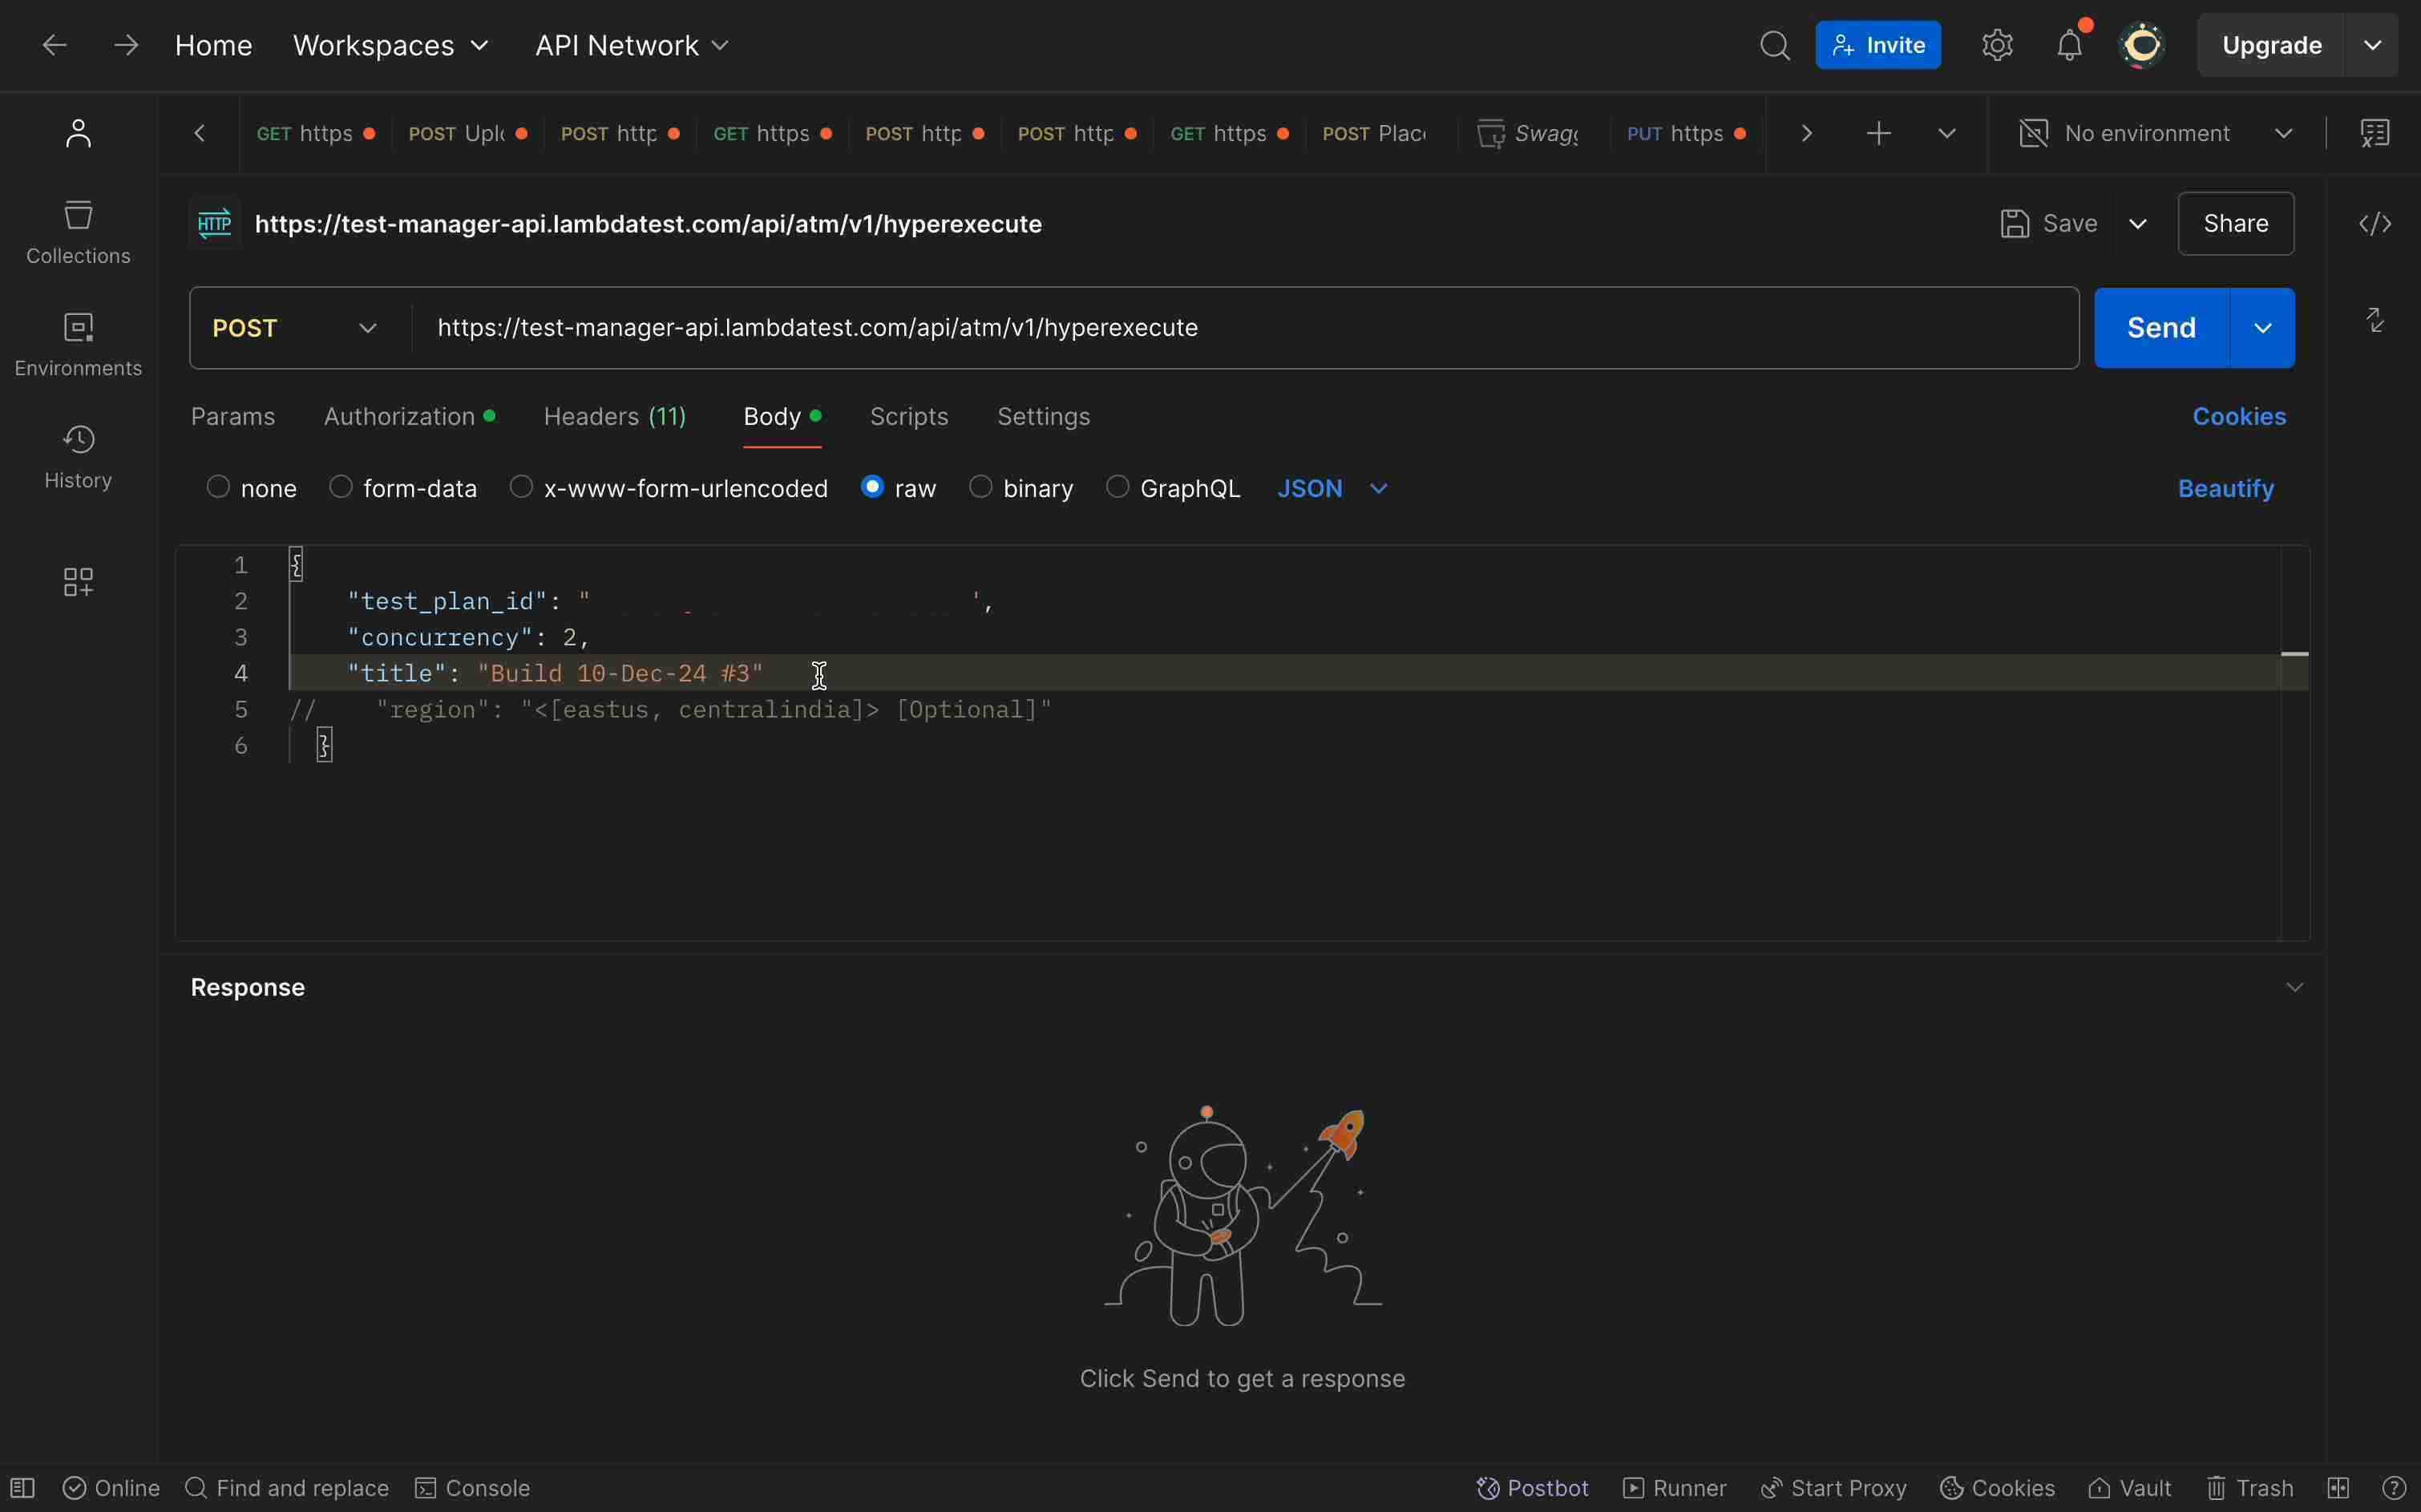 Home Workspaces API Network Invite Upgrade
GET https POST Upl POST http GET https POST http POST http GET https POST Plac Swagg PUT https No environment
HTTP https://test-manager-api.lambdatest.com/api/atm/v1/hyperexecute Save Share
Collections
POST https://test-manager-api.lambdatest.com/api/atm/v1/hyperexecute Send
Environments
Params Authorization Headers (11) Body Scripts Settings Cookies
History
none form-data x-www-form-urlencoded raw binary GraphQL JSON Beautify
1 {
2 "test_plan_id": " ',
3 "concurrency": 2,
4 "title": "Build 10-Dec-24 #3"
5 // "region": "<[eastus, centralindia]> [Optional]"
6 }
Response
Click Send to get a response
Online Find and replace Console Postbot Runner Start Proxy Cookies Vault Trash